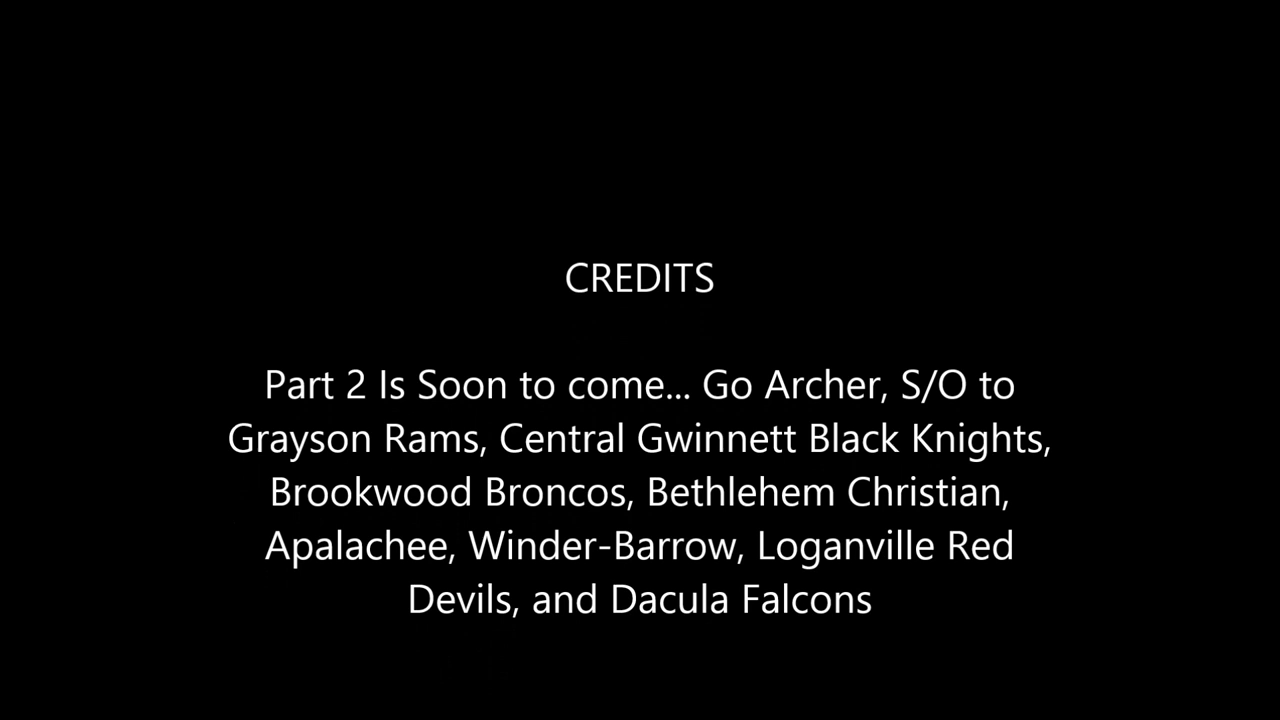 CREDITS
Part 2 Is Soon to come... Go Archer, S/O to
Grayson Rams, Central Gwinnett Black Knights,
Brookwood Broncos, Bethlehem Christian,
Apalachee, Winder-Barrow, Loganville Red
Devils, and Dacula Falcons